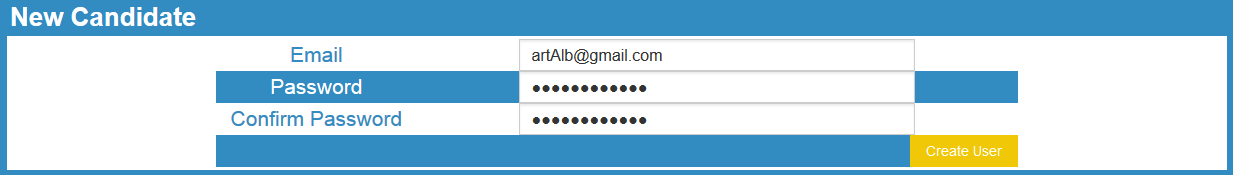 New Candidate
Email artAlb@gmail.com
Password ••••••••••••
Confirm Password ••••••••••••
Create User